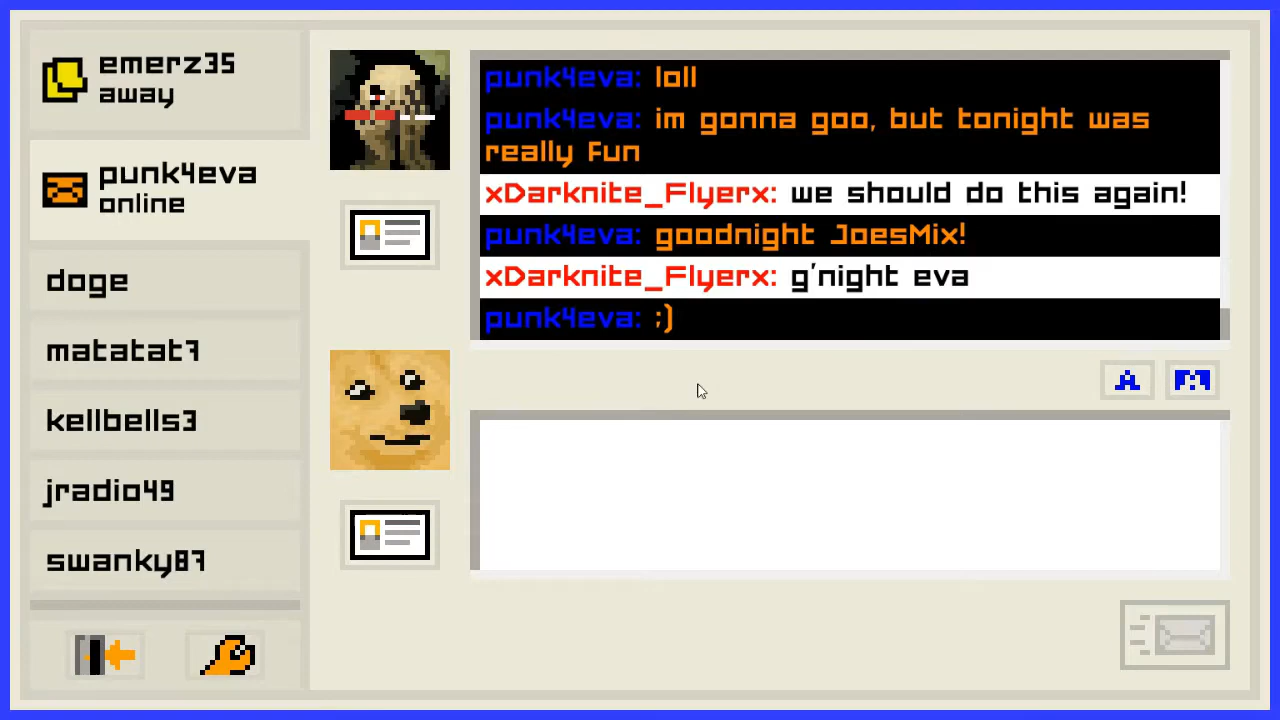 emerz35
away
punk4eva
online
doge
matatat7
kellbells3
jradio49
swanky87
punk4eva: loll
punk4eva: im gonna goo, but tonight was
really fun
xDarknite_Flyerx: we should do this again!
punk4eva: goodnight JoesMix!
xDarknite_Flyerx: g'night eva
punk4eva: ;)
A